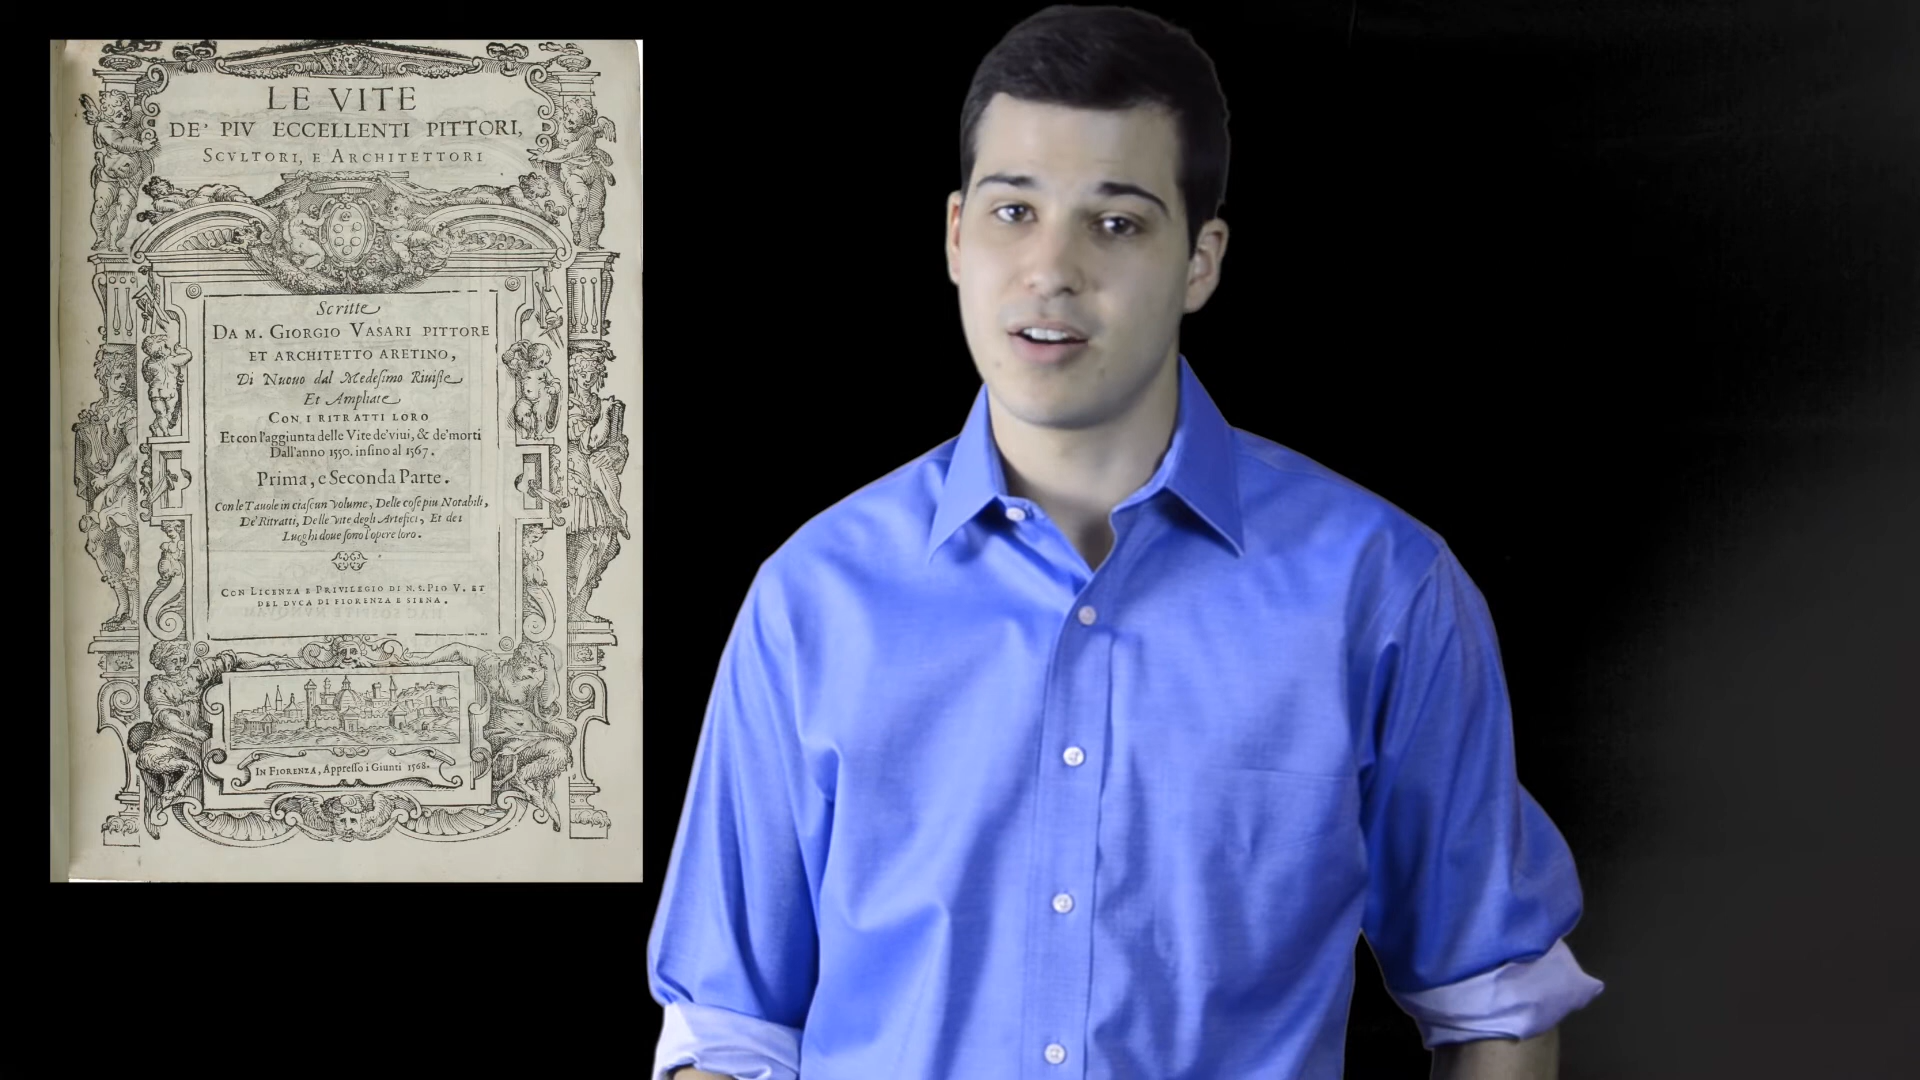 LE VITE
DE' PIV ECCELLENTI PITTORI,
SCVLTORI, E ARCHITETTORI
Scritte
DA M. GIORGIO VASARI PITTORE
ET ARCHITETTO ARETINO,
Di Nuouo dal Medesimo Riuiste
Et Ampliate
CON I RITRATTI LORO
Et con l'aggiunta delle Vite de' viui, & de' morti
Dall'anno 1550. insino al 1567.
Prima, e Seconda Parte.
Con le Tauole in ciascun volume, Delle cose piu Notabili,
De' Ritratti, Delle vite degli Artefici, Et dei
Luoghi doue sono l'opere loro.
CON LICENZA E PRIVILEGIO DI N. S. PIO V. ET
DEL DVCA DI FIORENZA E SIENA.
IN FIORENZA, Appresso i Giunti 1568.